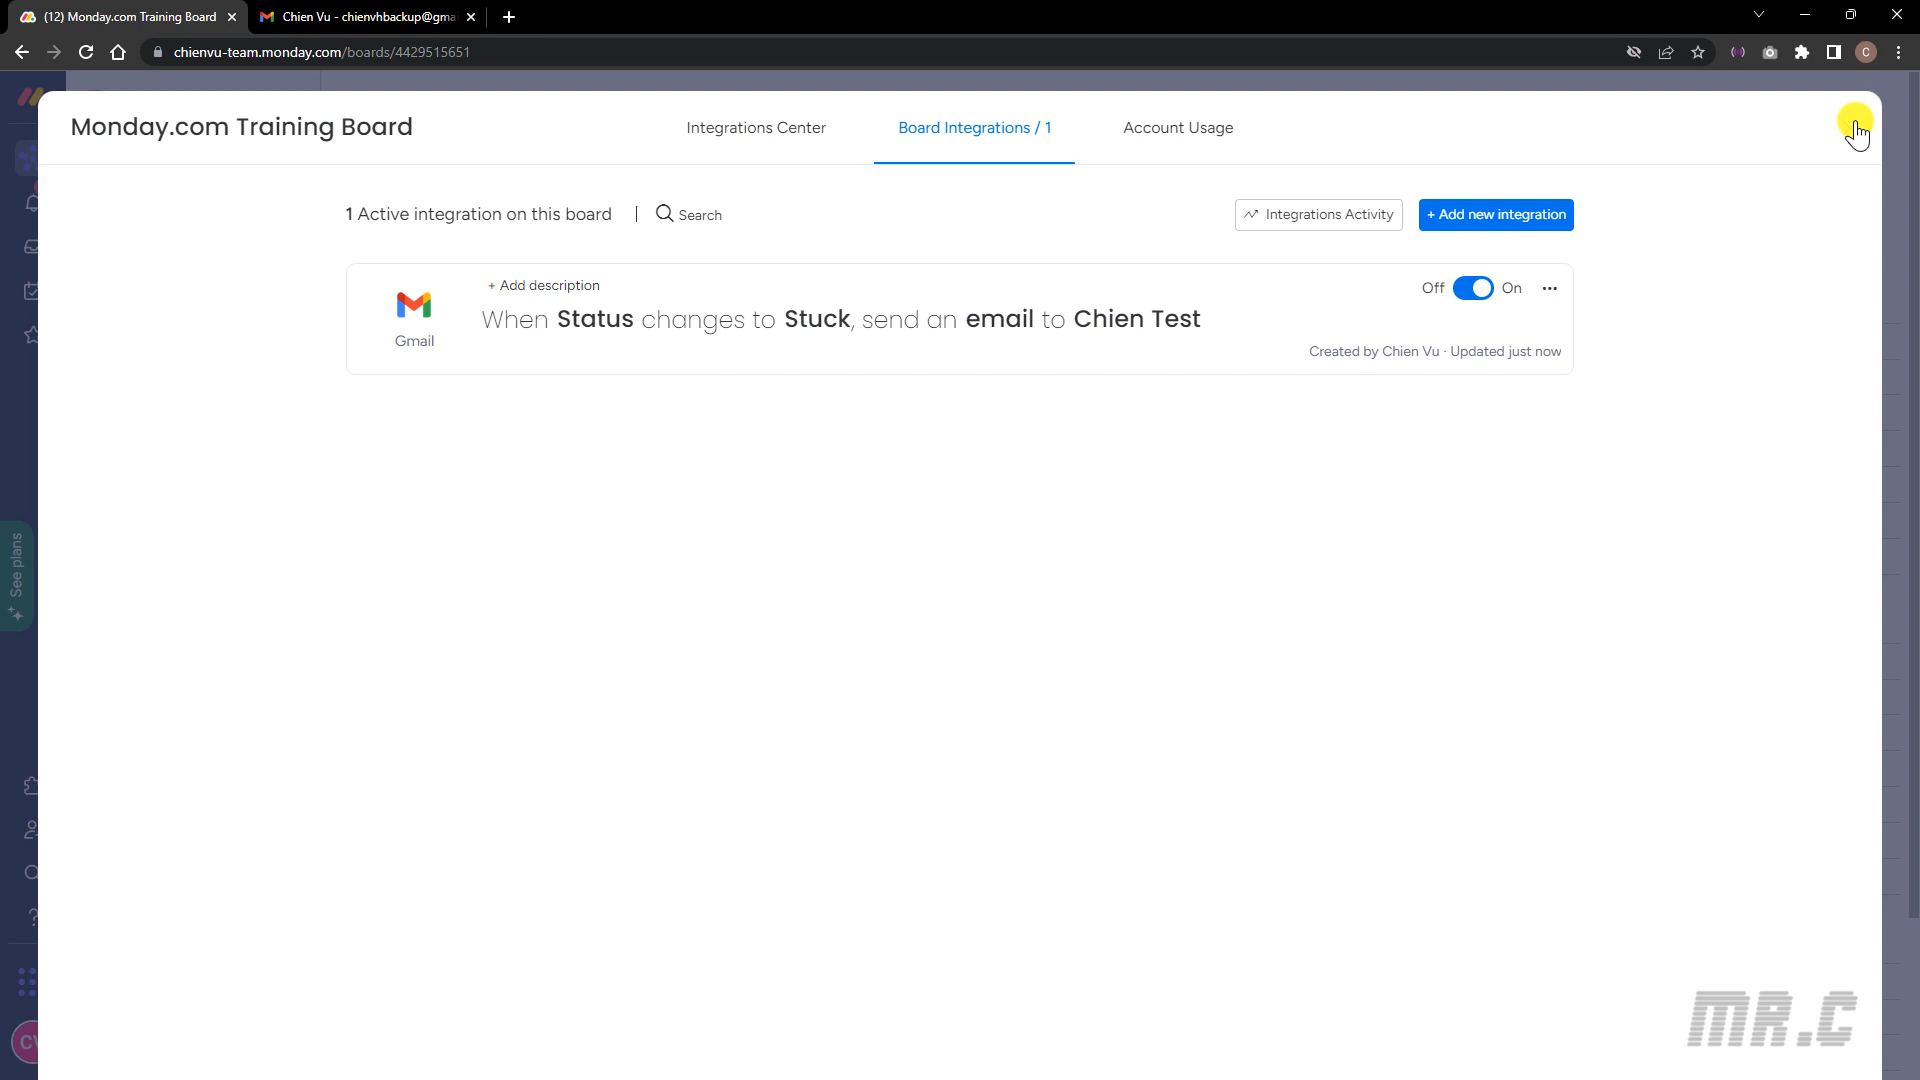 (12) Monday.com Training Board
Chien Vu - chienvhbackup@gma
chienvu-team.monday.com/boards/4429515651
C
Monday.com Training Board
Integrations Center
Board Integrations / 1
Account Usage
1 Active integration on this board
Search
Integrations Activity
+ Add new integration
+ Add description
Off
On
When Status changes to Stuck, send an email to Chien Test
Gmail
Created by Chien Vu · Updated just now
See plans
CV
MR.C